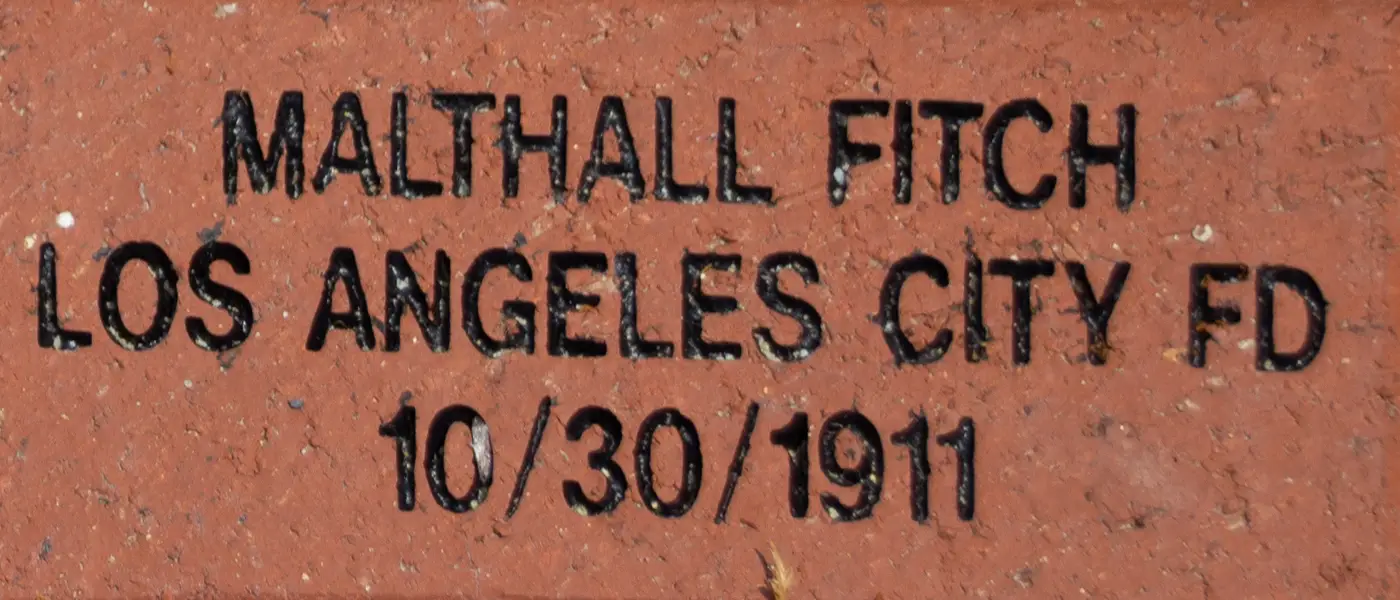 MALTHALL FITCH
LOS ANGELES CITY FD
10/30/1911